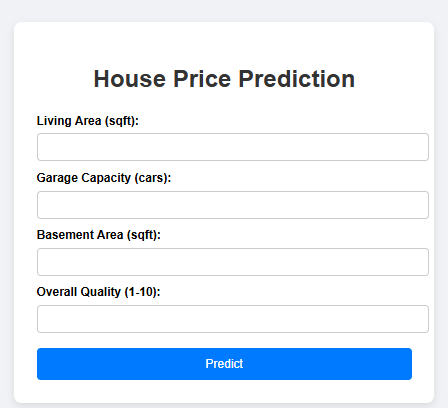 House Price Prediction
Living Area (sqft):
Garage Capacity (cars):
Basement Area (sqft):
Overall Quality (1-10):
Predict